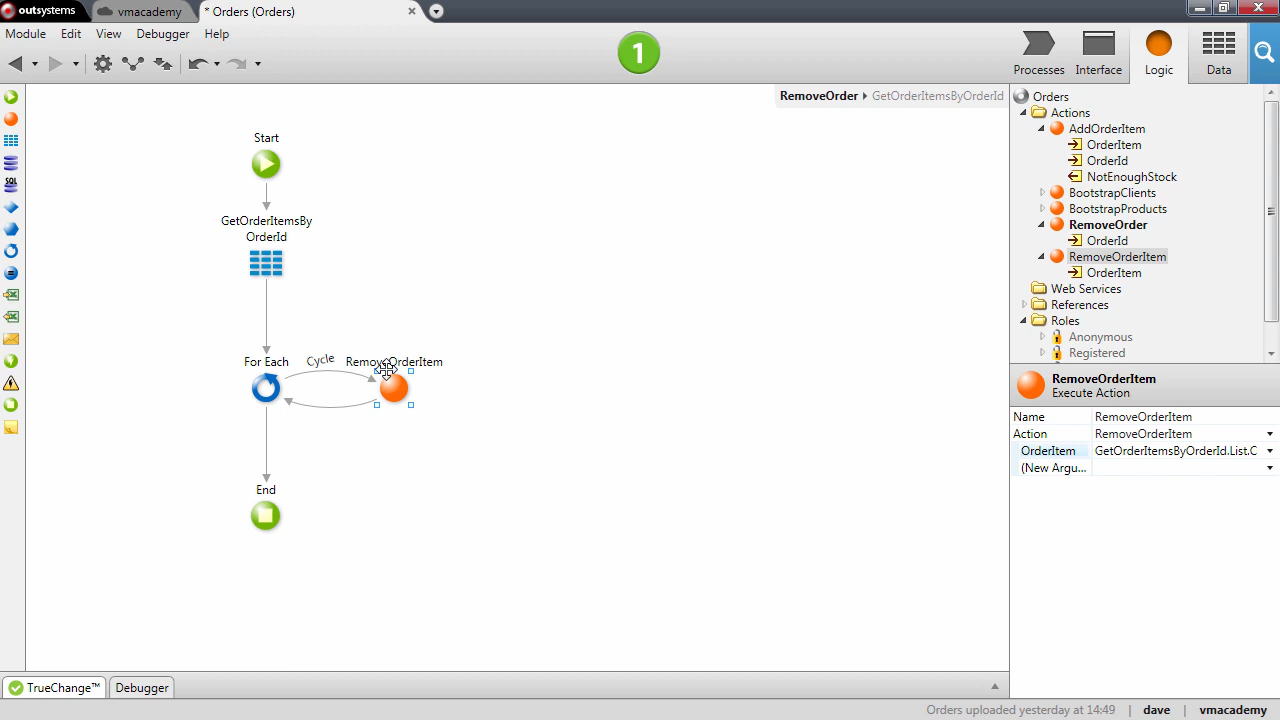 outsystems
vmacademy
* Orders (Orders)
Module
Edit
View
Debugger
Help
1
Processes
Interface
Logic
Data
RemoveOrder
GetOrderItemsByOrderId
Start
GetOrderItemsBy
OrderId
For Each
Cycle
RemoveOrderItem
End
Orders
Actions
AddOrderItem
OrderItem
OrderId
NotEnoughStock
BootstrapClients
BootstrapProducts
RemoveOrder
OrderId
RemoveOrderItem
OrderItem
Web Services
References
Roles
Anonymous
Registered
RemoveOrderItem
Execute Action
Name RemoveOrderItem
Action RemoveOrderItem
OrderItem GetOrderItemsByOrderId.List.C
(New Argu...
SQL
TrueChange™
Debugger
Orders uploaded yesterday at 14:49 | dave | vmacademy